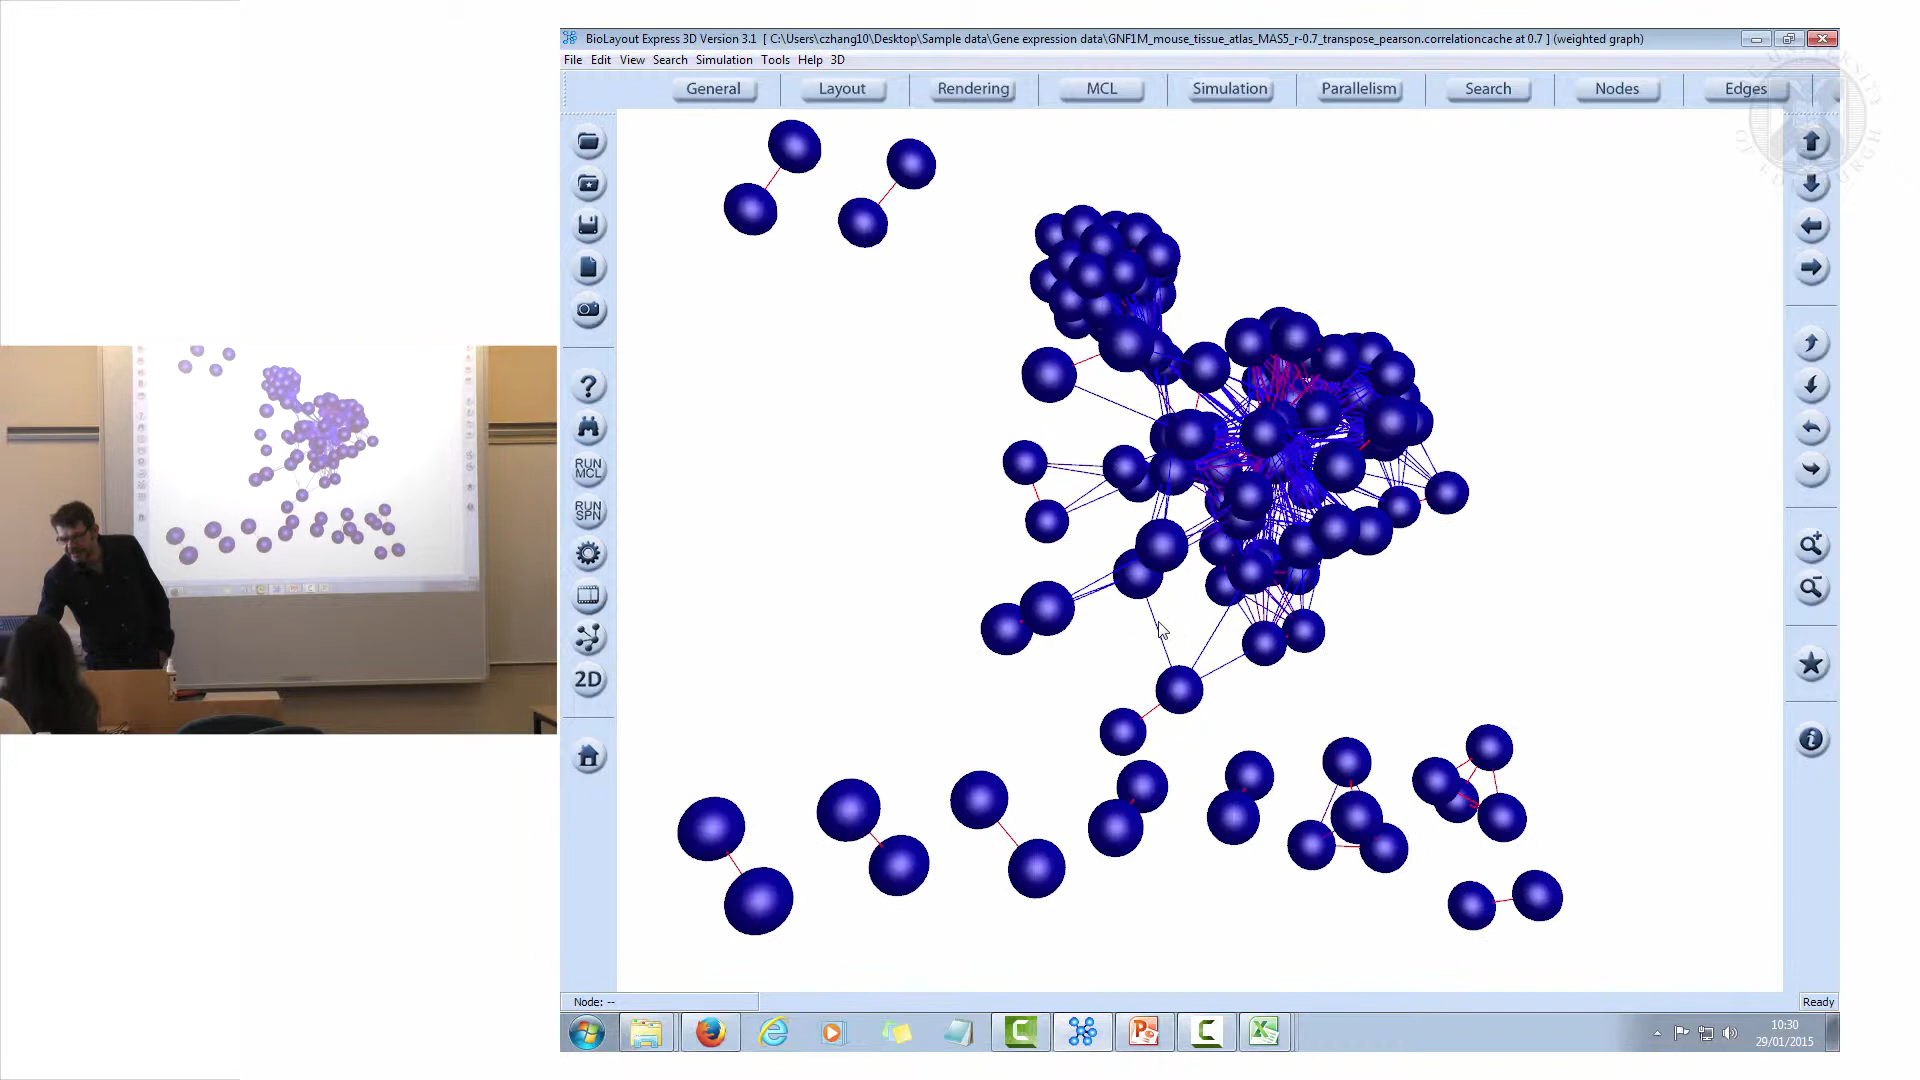 BioLayout Express 3D Version 3.1 [ C:\Users\czhang10\Desktop\Sample data\Gene expression data\GNF1M_mouse_tissue_atlas_MAS5_r-0.7_transpose_pearson.correlationcache at 0.7 ] (weighted graph)
File Edit View Search Simulation Tools Help 3D
General Layout Rendering MCL Simulation Parallelism Search Nodes Edges
?
RUN
MCL
RUN
SPN
2D
Node: --
Ready
10:30
29/01/2015